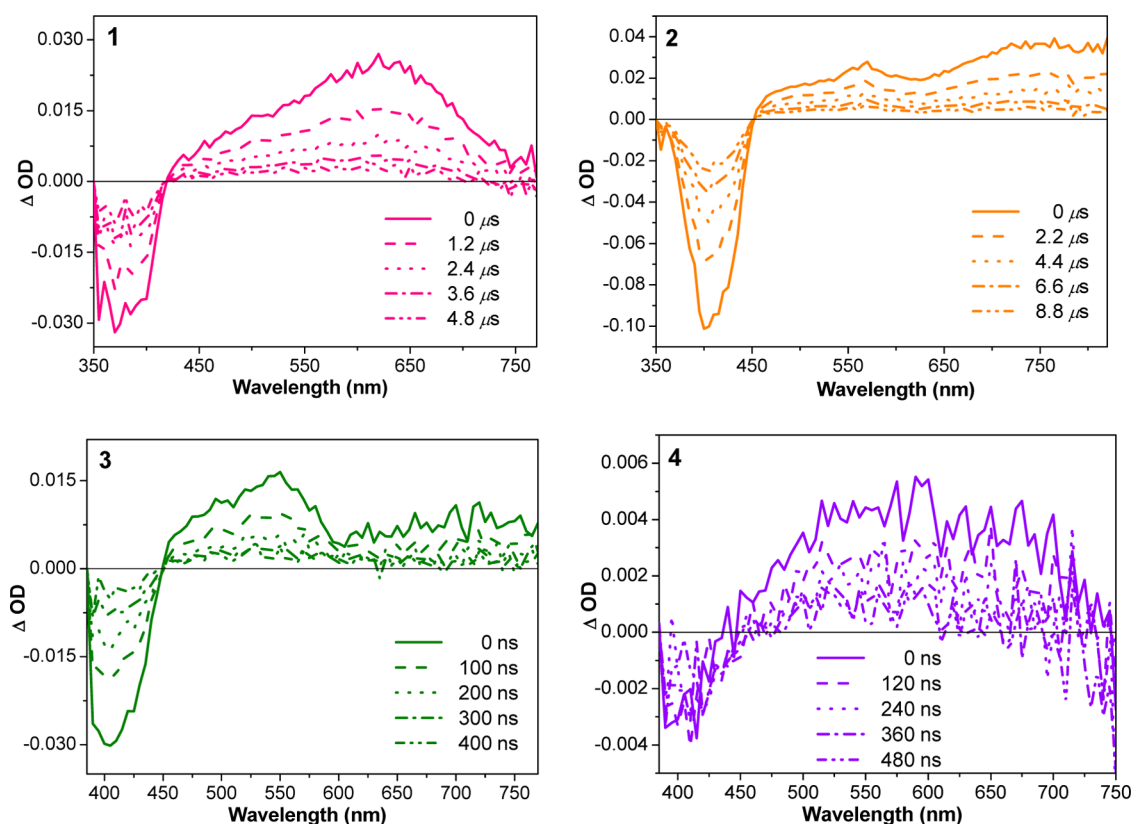 1
0.030
0.015
0.000
-0.015
-0.030
Δ OD
0 μs
1.2 μs
2.4 μs
3.6 μs
4.8 μs
350 450 550 650 750
Wavelength (nm)
2
0.04
0.02
0.00
-0.02
-0.04
-0.06
-0.08
-0.10
Δ OD
0 μs
2.2 μs
4.4 μs
6.6 μs
8.8 μs
350 450 550 650 750
Wavelength (nm)
3
0.015
0.000
-0.015
-0.030
Δ OD
0 ns
100 ns
200 ns
300 ns
400 ns
400 450 500 550 600 650 700 750
Wavelength (nm)
4
0.006
0.004
0.002
0.000
-0.002
-0.004
Δ OD
0 ns
120 ns
240 ns
360 ns
480 ns
400 450 500 550 600 650 700 750
Wavelength (nm)